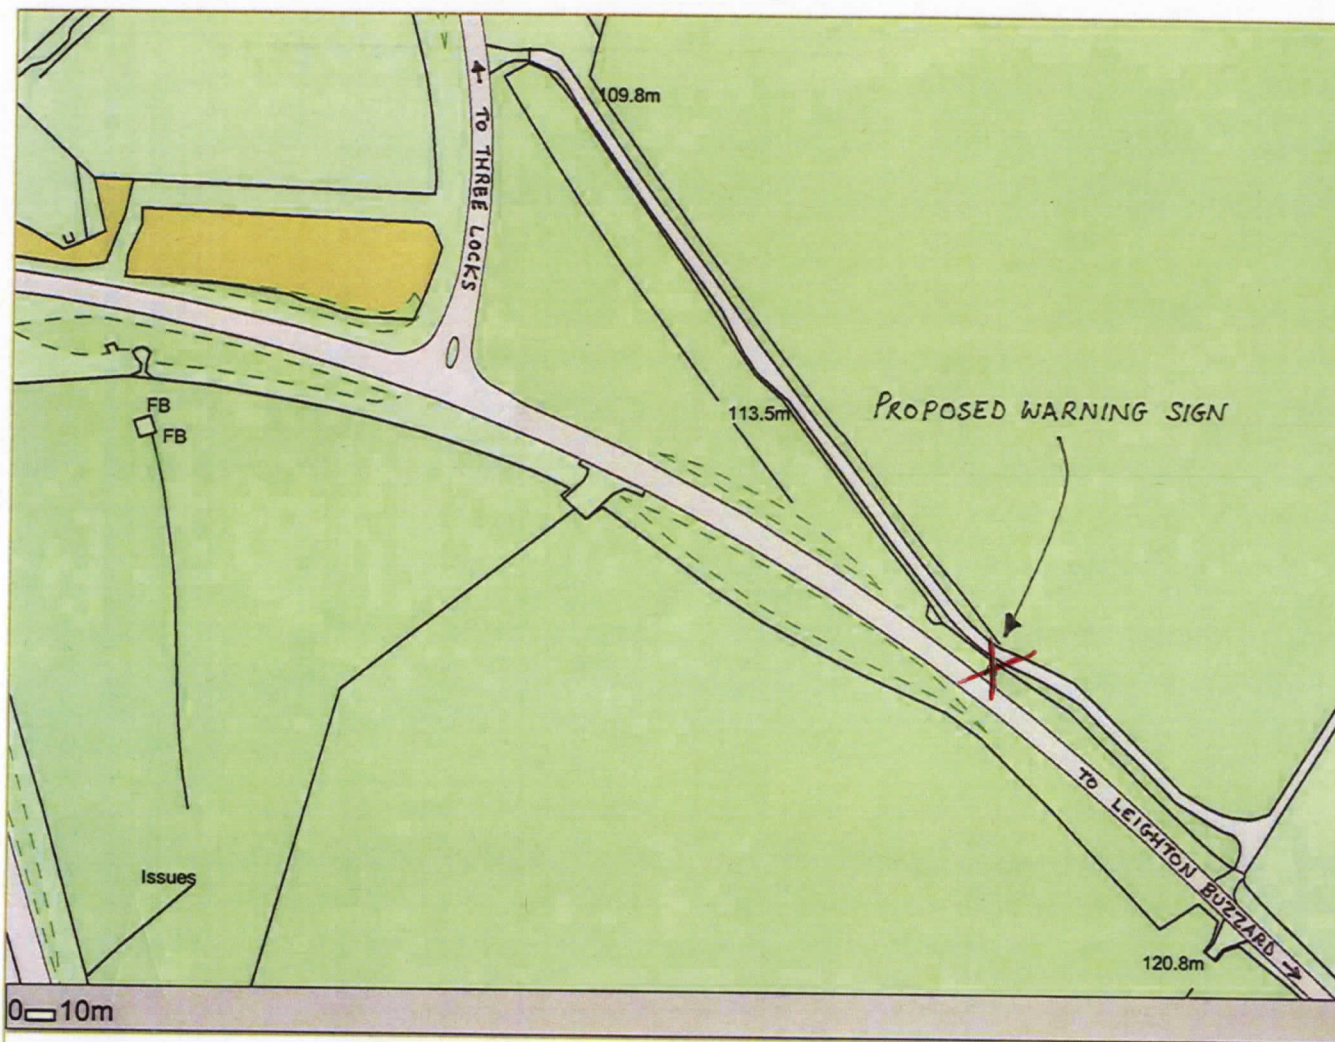 109.8m
TO THREE LOCKS
113.5m
PROPOSED WARNING SIGN
FB
FB
TO LEIGHTON BUZZARD →
Issues
120.8m
0 10m